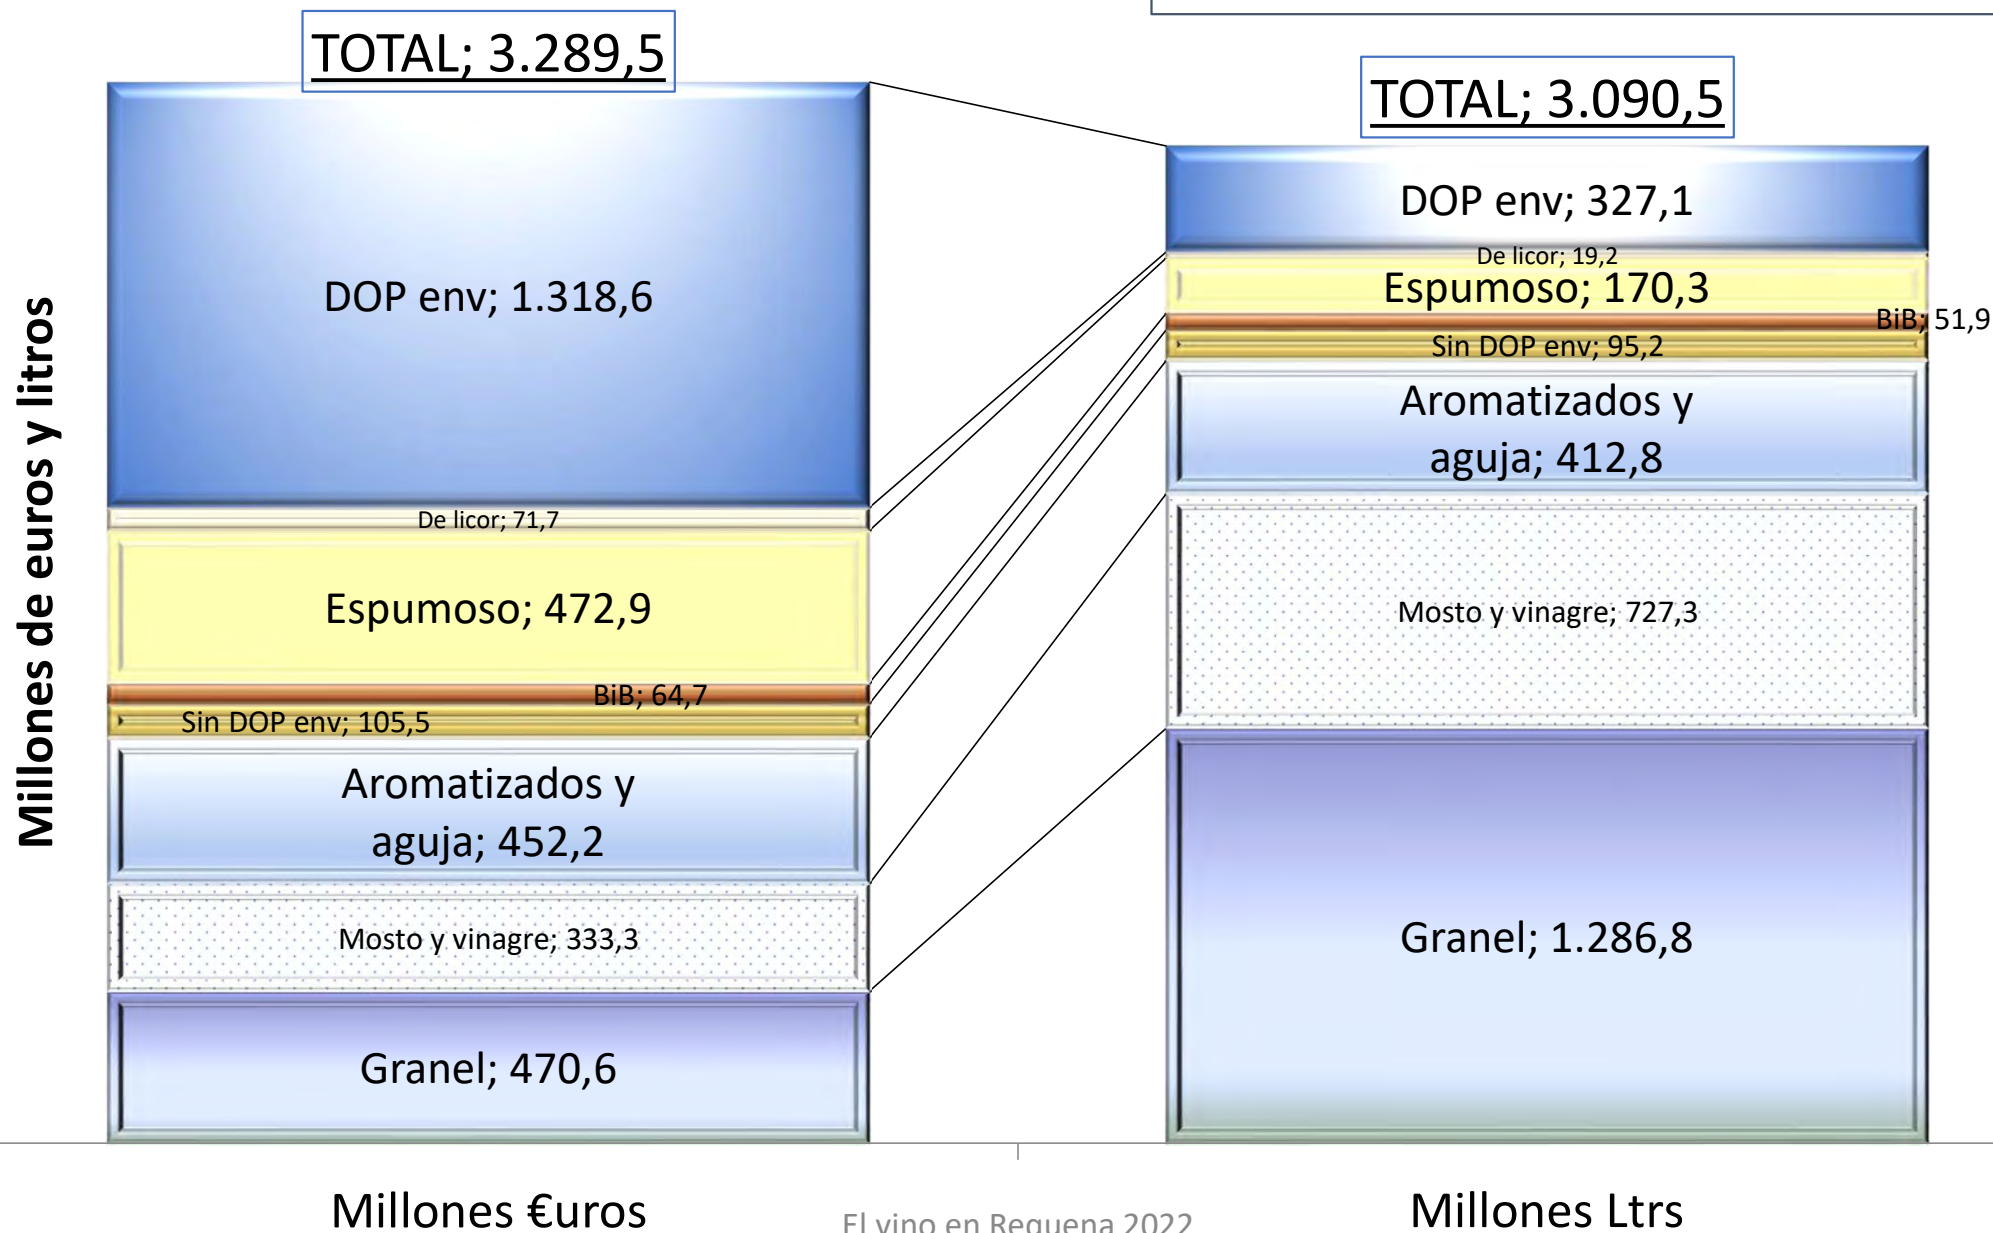 TOTAL; 3.289,5
TOTAL; 3.090,5
Millones de euros y litros
DOP env; 1.318,6
De licor; 71,7
Espumoso; 472,9
BiB; 64,7
Sin DOP env; 105,5
Aromatizados y
aguja; 452,2
Mosto y vinagre; 333,3
Granel; 470,6
DOP env; 327,1
De licor; 19,2
Espumoso; 170,3
BiB; 51,9
Sin DOP env; 95,2
Aromatizados y
aguja; 412,8
Mosto y vinagre; 727,3
Granel; 1.286,8
Millones €uros
El vino en Requena 2022
Millones Ltrs